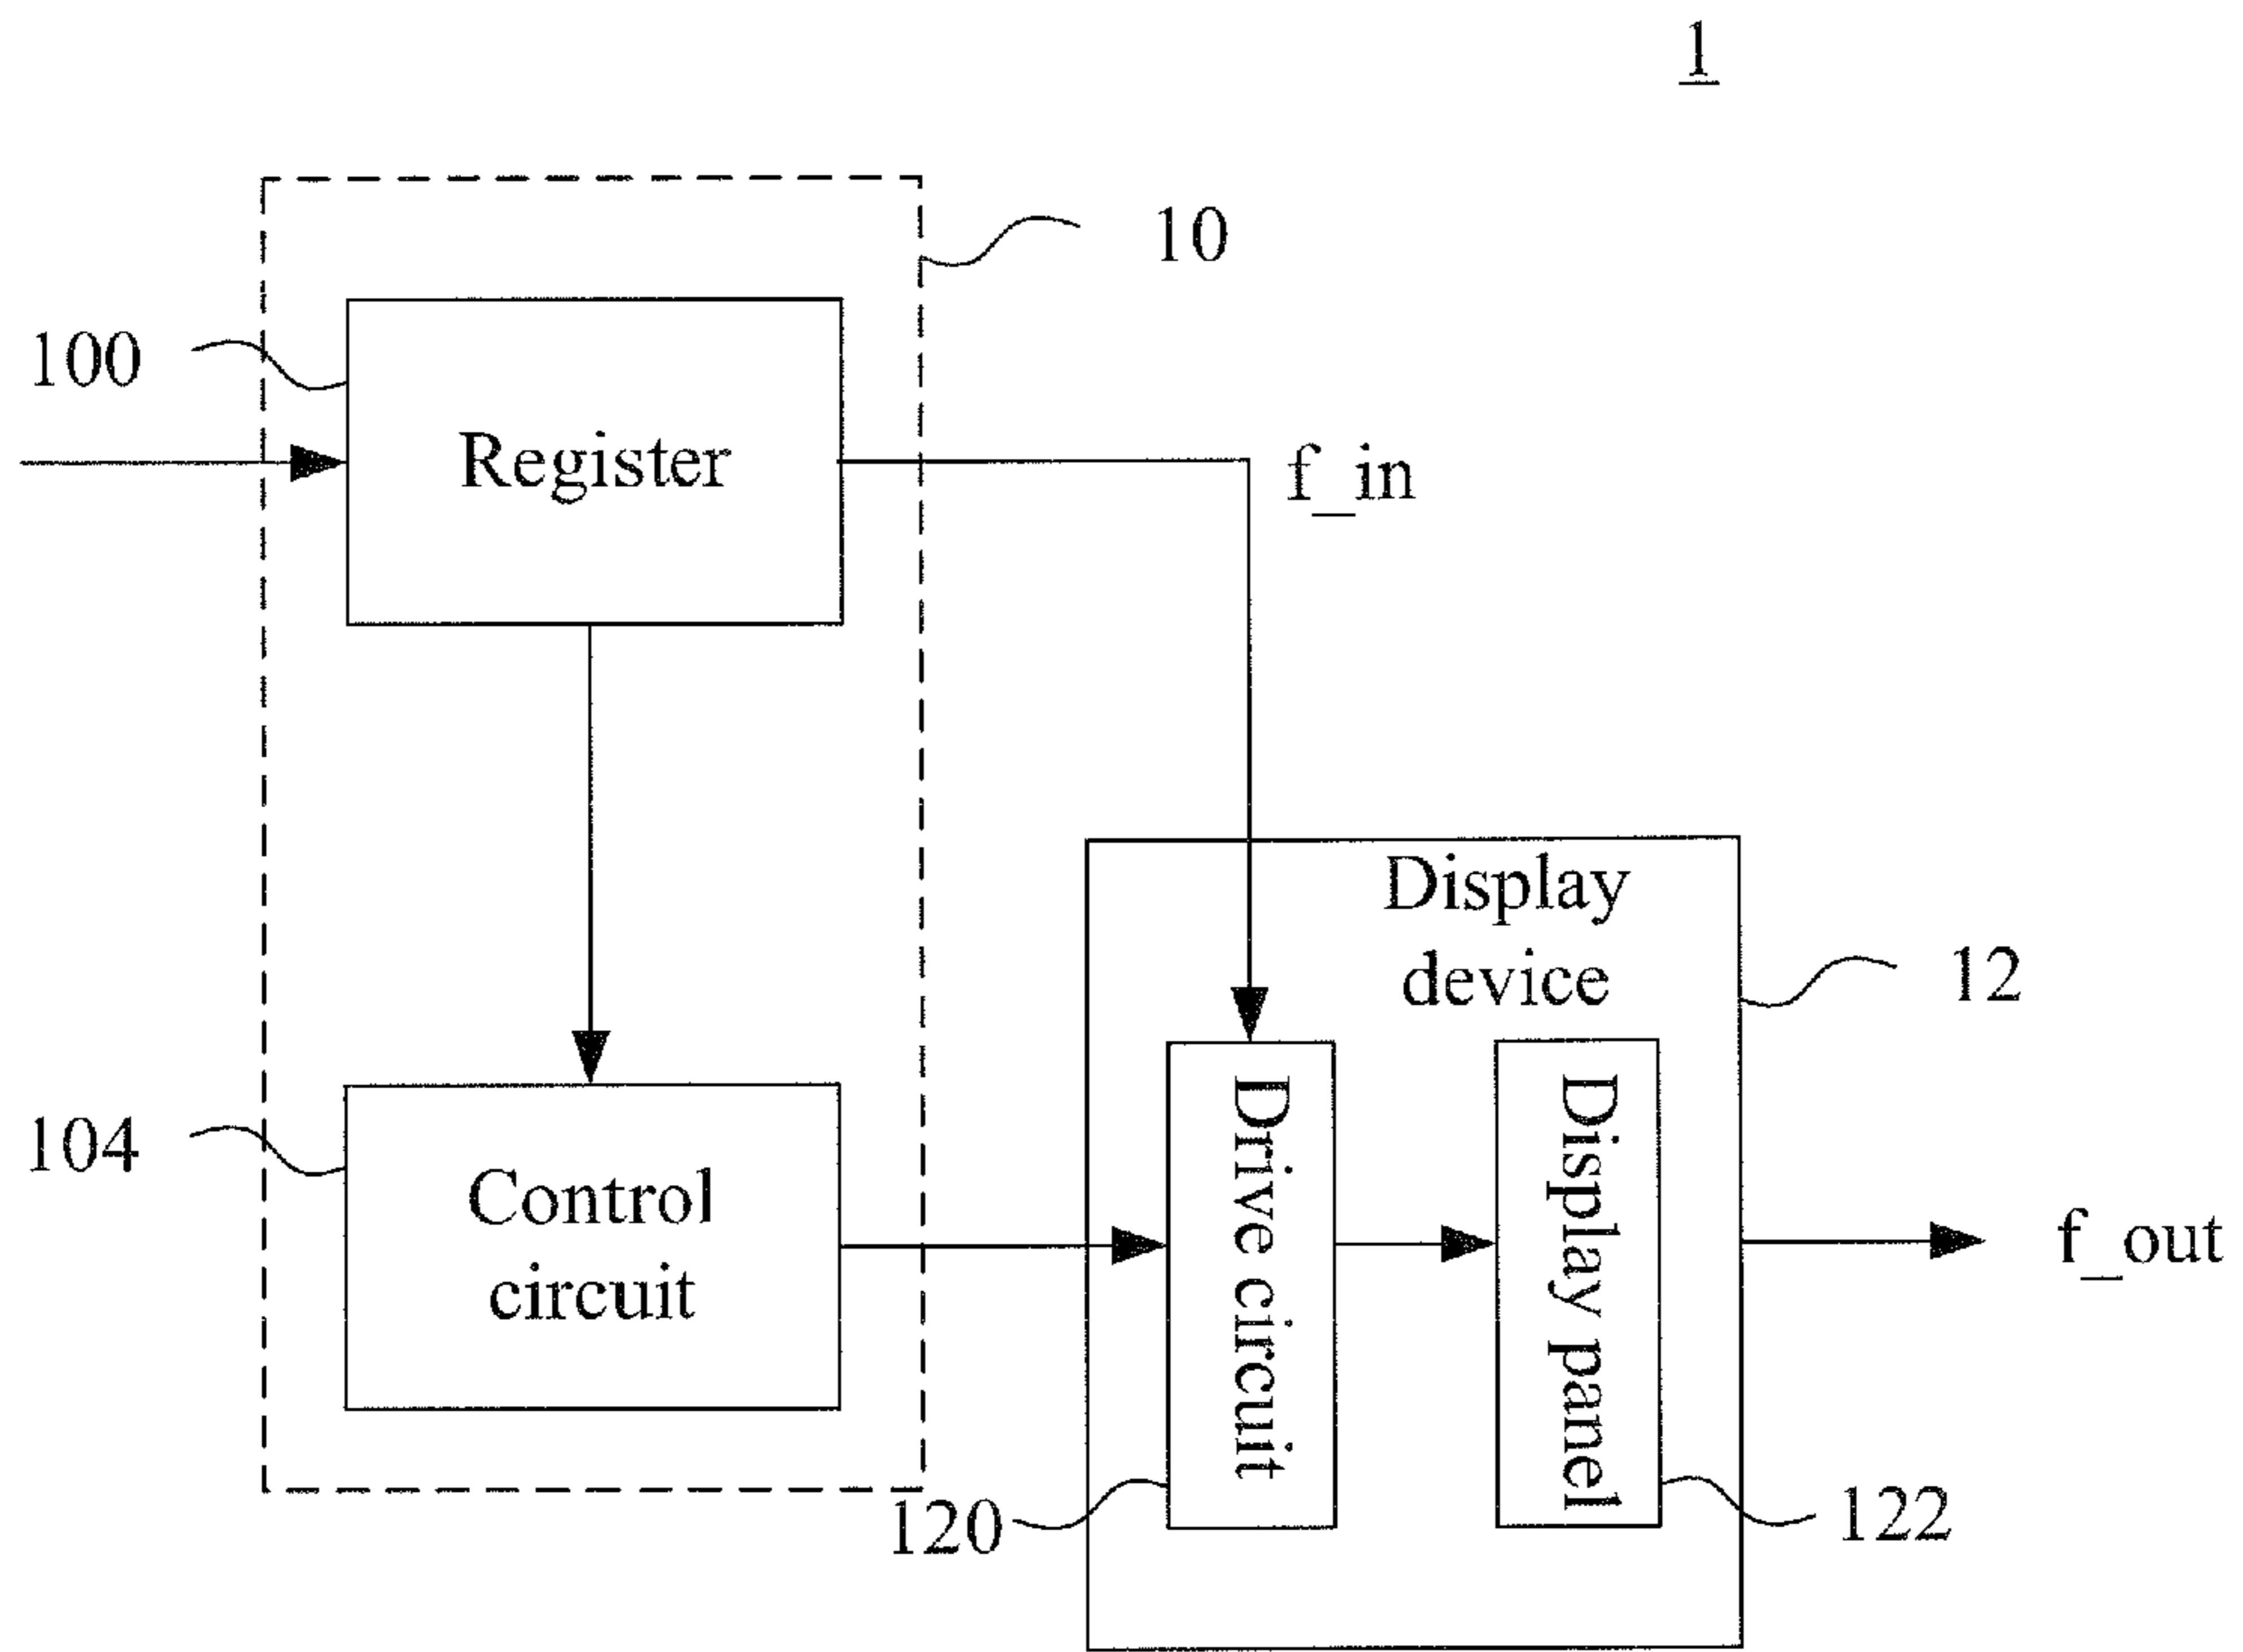 1
10
100
Register
f_in
Display
device
12
104
Control
circuit
Drive circuit
Display panel
f_out
120
122